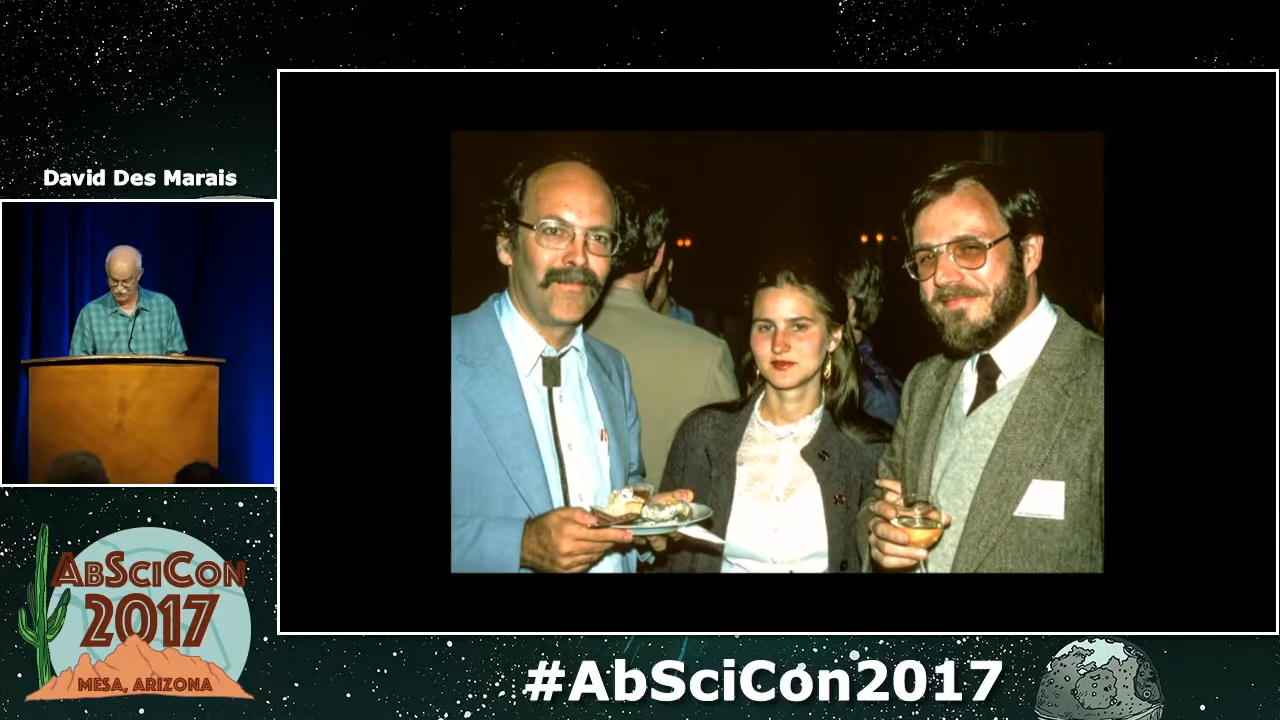 David Des Marais
ABSCICON
2017
MESA, ARIZONA
#AbSciCon2017